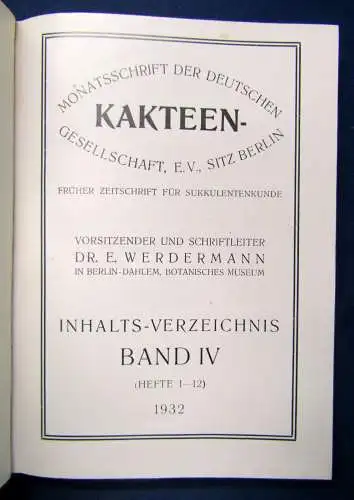 MONATSSCHRIFT DER DEUTSCHEN
KAKTEEN-
GESELLSCHAFT, E.V., SITZ BERLIN
FRÜHER ZEITSCHRIFT FÜR SUKKULENTENKUNDE
VORSITZENDER UND SCHRIFTLEITER
DR. E. WERDERMANN
IN BERLIN-DAHLEM, BOTANISCHES MUSEUM
INHALTS-VERZEICHNIS
BAND IV
(HEFTE 1—12)
1932